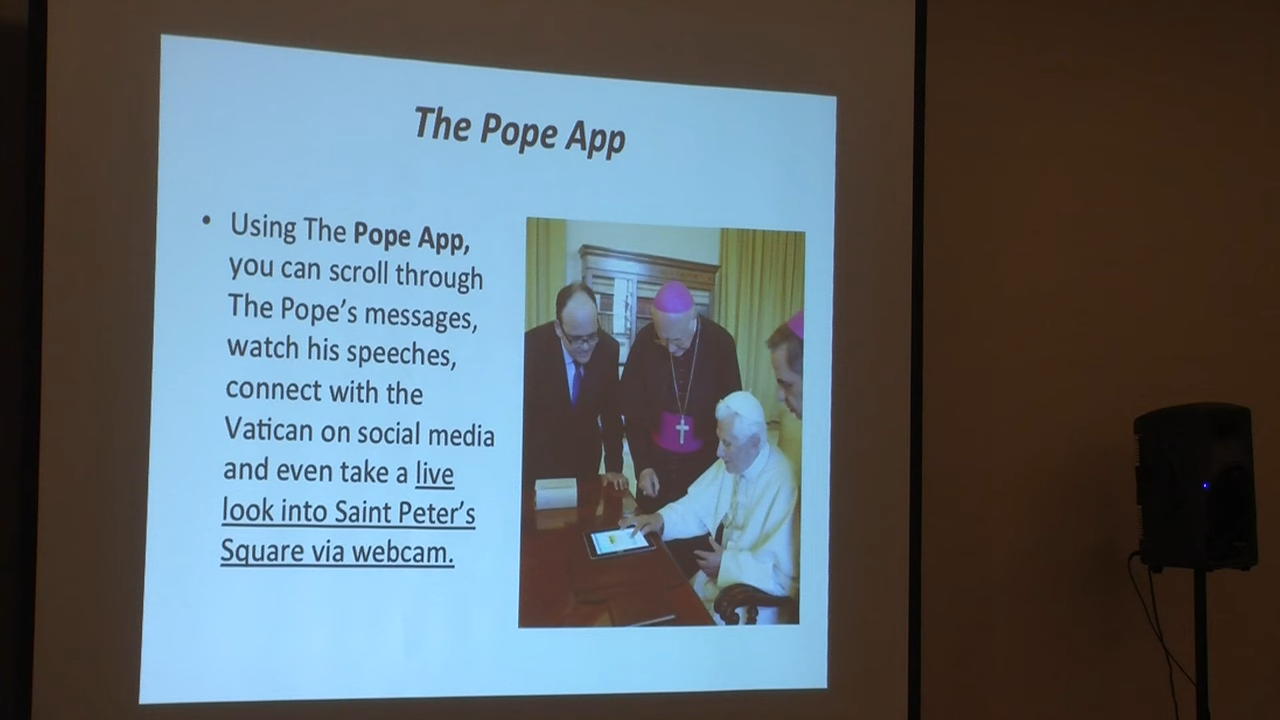 The Pope App
• Using The Pope App,
you can scroll through
The Pope's messages,
watch his speeches,
connect with the
Vatican on social media
and even take a live
look into Saint Peter's
Square via webcam.